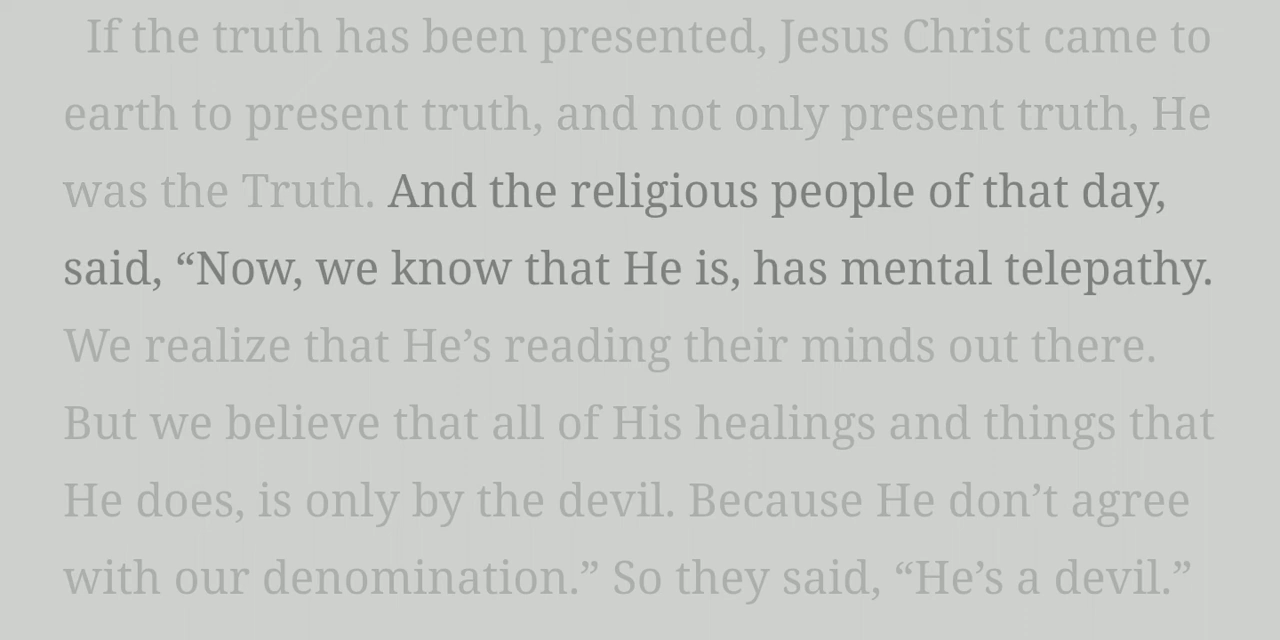 If the truth has been presented, Jesus Christ came to
earth to present truth, and not only present truth, He
was the Truth. And the religious people of that day,
said, “Now, we know that He is, has mental telepathy.
We realize that He’s reading their minds out there.
But we believe that all of His healings and things that
He does, is only by the devil. Because He don’t agree
with our denomination.” So they said, “He’s a devil.”